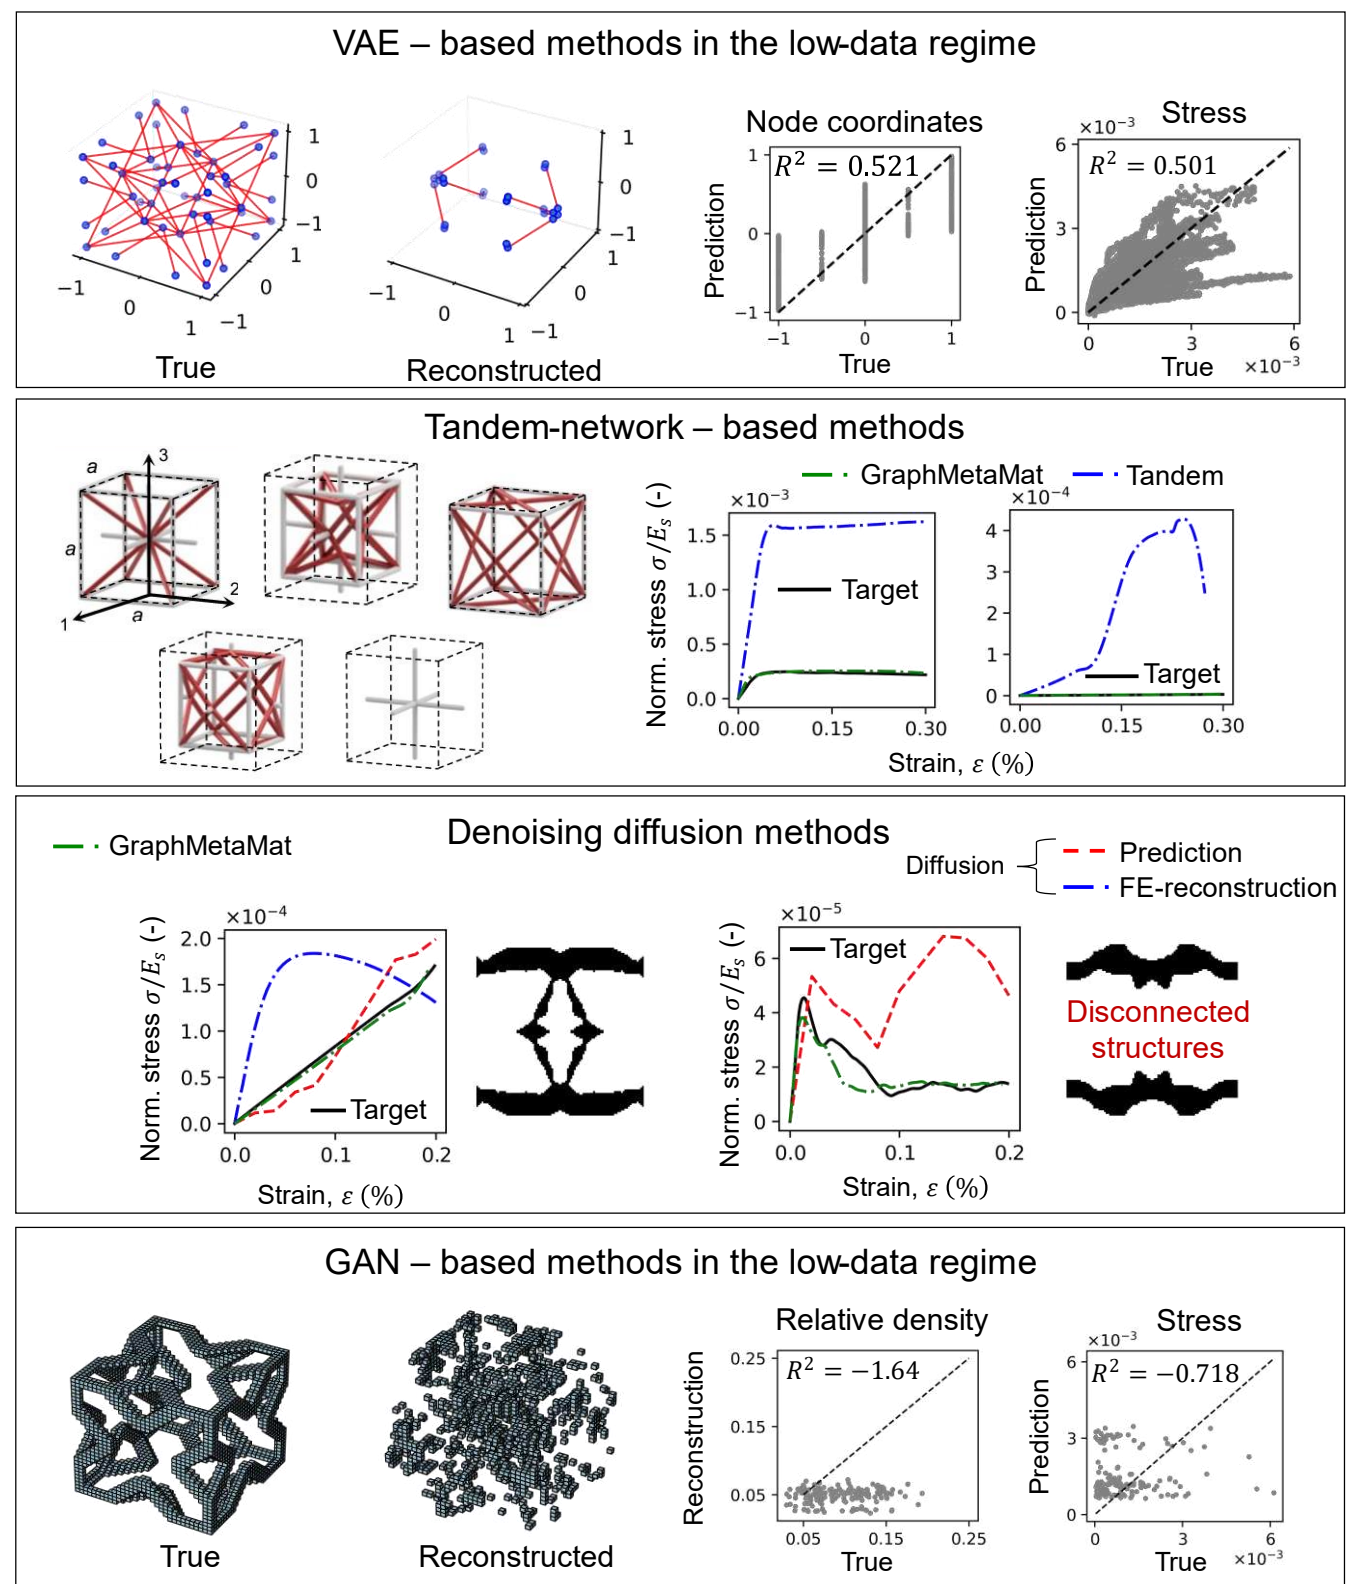 VAE – based methods in the low-data regime
1
0
−1
1
0
−1
−1
0
1
True
1
0
−1
1
0
−1
−1
0
1
Reconstructed
Node coordinates
R² = 0.521
Prediction
1
0
−1
−1
0
1
True
Stress
×10⁻³
R² = 0.501
Prediction
6
3
0
0
3
6
True
×10⁻³
Tandem-network – based methods
a
a
a
3
2
1
GraphMetaMat
Tandem
Norm. stress σ/Eₛ (-)
×10⁻³
1.5
1.0
0.5
0.0
Target
0.00
0.15
0.30
×10⁻⁴
4
3
2
1
0
Target
0.00
0.15
0.30
Strain, ε (%)
Denoising diffusion methods
GraphMetaMat
Diffusion
Prediction
FE-reconstruction
Norm. stress σ/Eₛ (-)
×10⁻⁴
2.0
1.5
1.0
0.5
0.0
Target
0.0
0.1
0.2
Strain, ε (%)
Norm. stress σ/Eₛ (-)
×10⁻⁵
Target
6
4
2
0
0.0
0.1
0.2
Strain, ε (%)
Disconnected
structures
GAN – based methods in the low-data regime
True
Reconstructed
Relative density
R² = −1.64
Reconstruction
0.25
0.15
0.05
0.05
0.15
0.25
True
Stress
×10⁻³
R² = −0.718
Prediction
6
3
0
0
3
6
True
×10⁻³